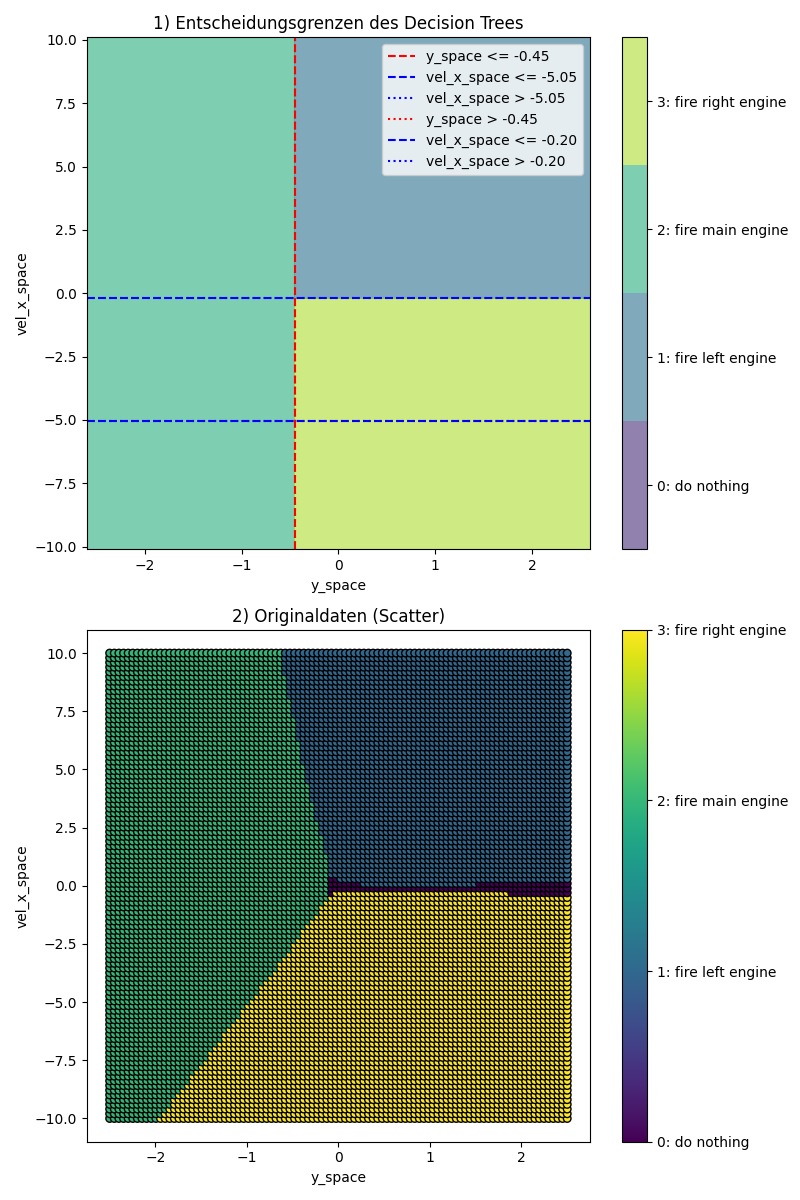 1) Entscheidungsgrenzen des Decision Trees
10.0
7.5
5.0
2.5
0.0
−2.5
−5.0
−7.5
−10.0
vel_x_space
y_space <= -0.45
vel_x_space <= -5.05
vel_x_space > -5.05
y_space > -0.45
vel_x_space <= -0.20
vel_x_space > -0.20
−2
−1
0
1
2
y_space
3: fire right engine
2: fire main engine
1: fire left engine
0: do nothing
2) Originaldaten (Scatter)
10.0
7.5
5.0
2.5
0.0
−2.5
−5.0
−7.5
−10.0
vel_x_space
−2
−1
0
1
2
y_space
3: fire right engine
2: fire main engine
1: fire left engine
0: do nothing